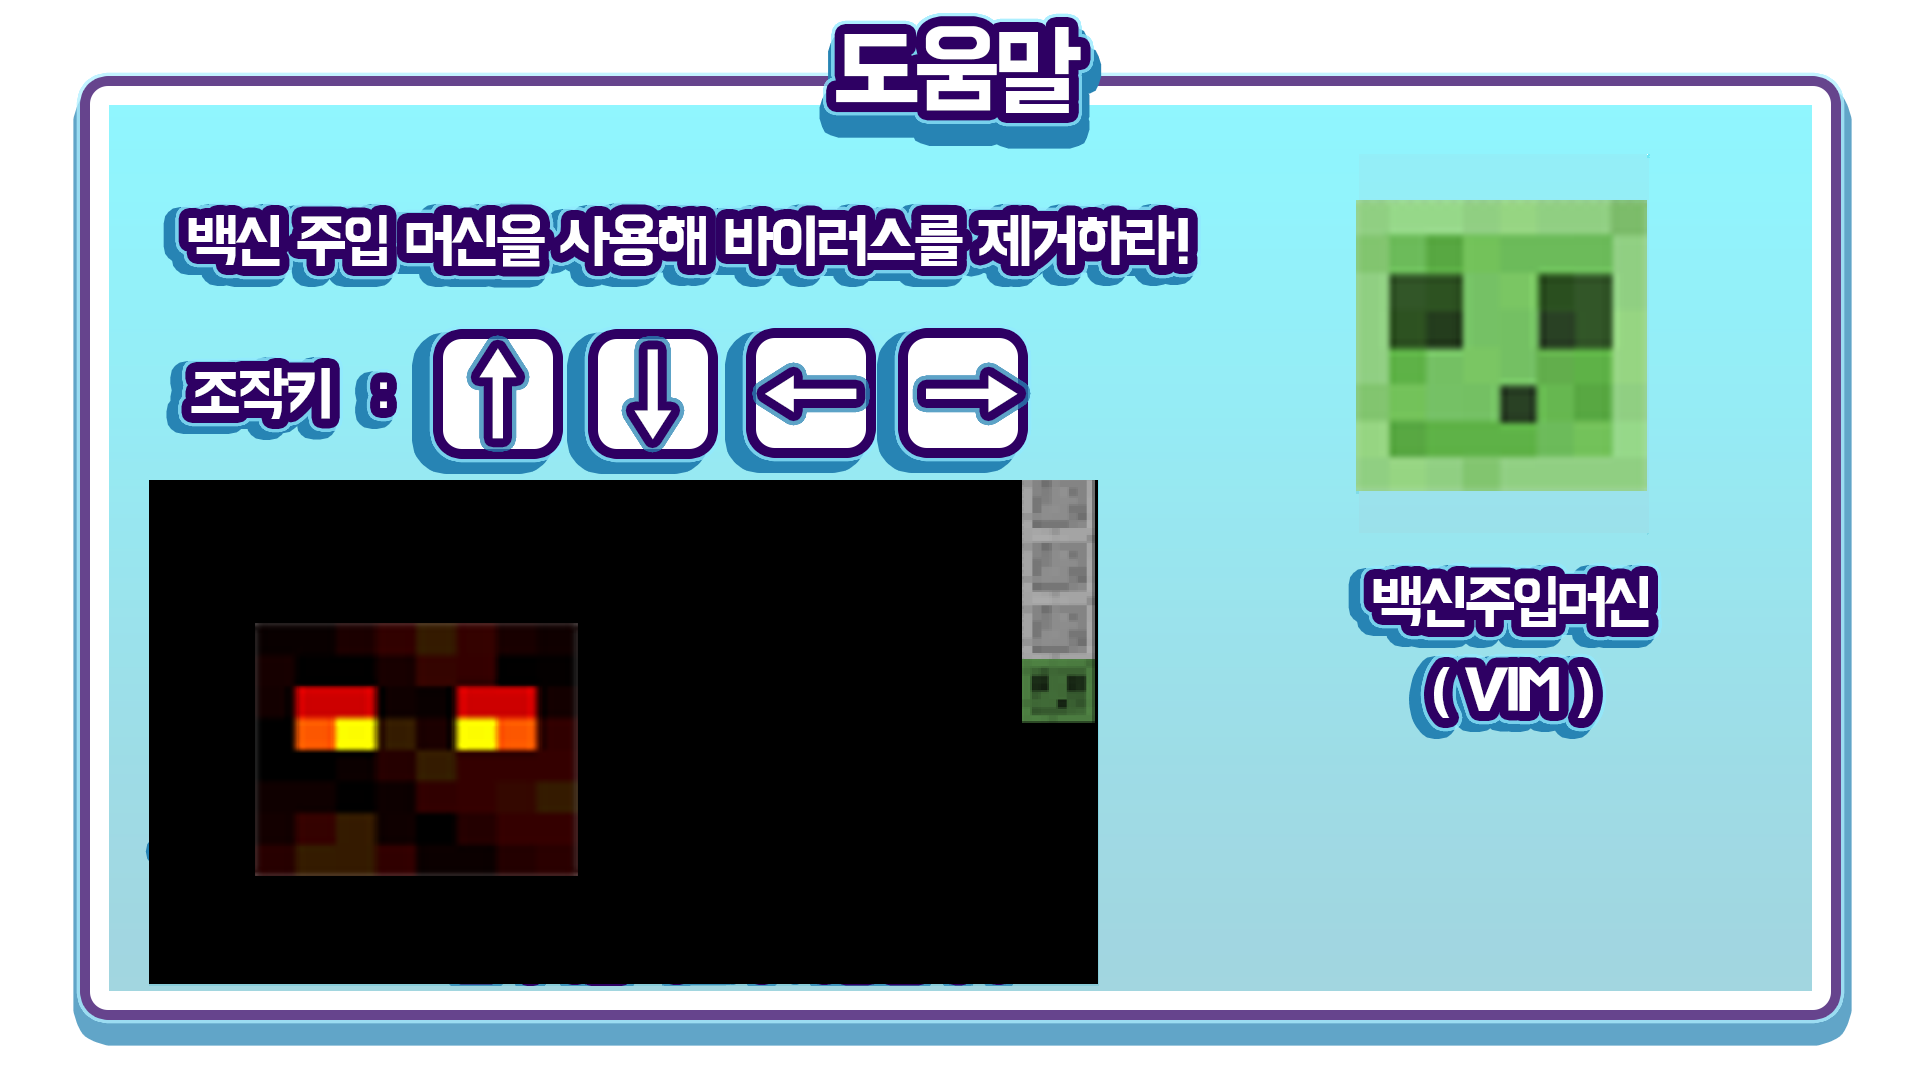 도움말
백신 주입 머신을 사용해 바이러스를 제거하라!
조작키 : ↑ ↓ ← →
백신주입머신
( VIM )